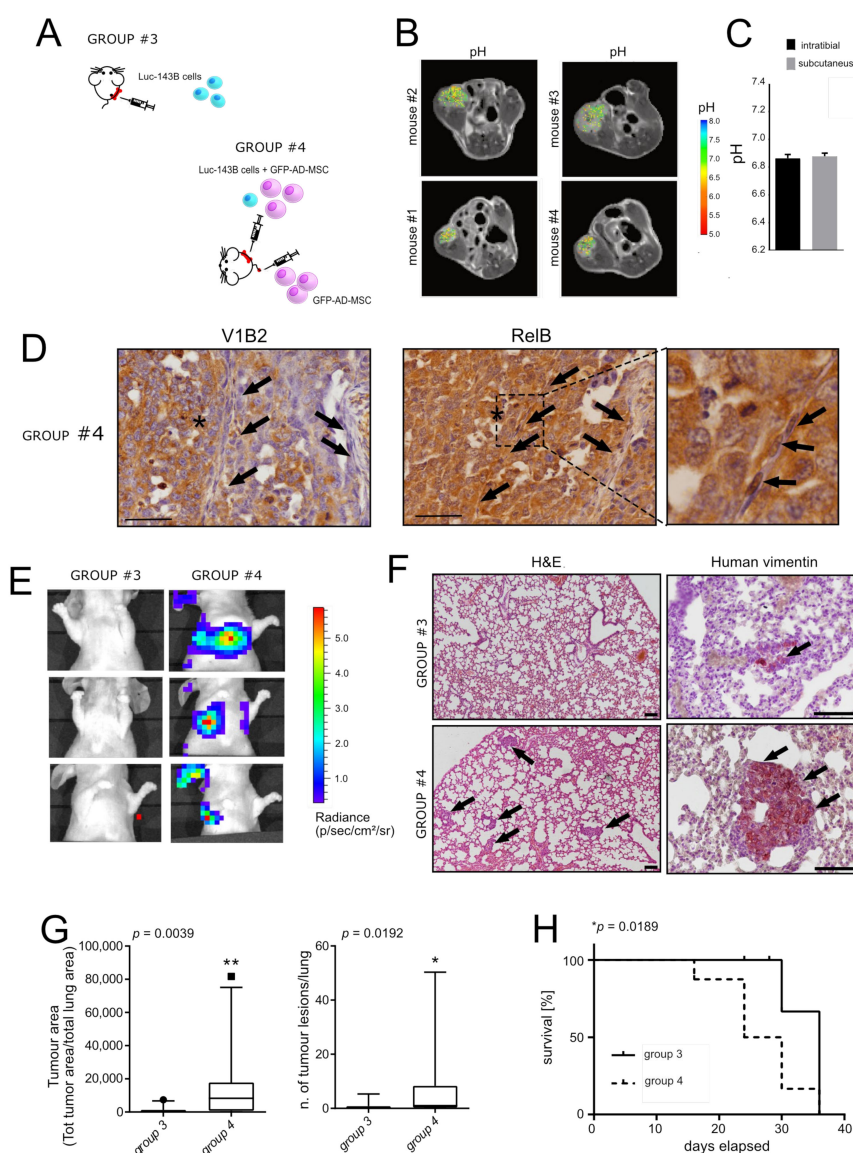 A
GROUP #3
Luc-143B cells
GROUP #4
Luc-143B cells + GFP-AD-MSC
GFP-AD-MSC
B
pH
pH
mouse #2
mouse #3
mouse #1
mouse #4
pH
8.0
7.5
7.0
6.5
6.0
5.5
5.0
C
intratibial
subcutaneus
pH
7.4
7.2
7.0
6.8
6.6
6.4
6.2
D
V1B2
RelB
GROUP #4
*
*
E
GROUP #3
GROUP #4
5.0
4.0
3.0
2.0
1.0
Radiance
(p/sec/cm²/sr)
F
H&E
Human vimentin
GROUP #3
GROUP #4
G
p = 0.0039
**
Tumour area
(Tot tumor area/total lung area)
100,000
80,000
60,000
40,000
20,000
0
group 3
group 4
p = 0.0192
*
n. of tumour lesions/lung
60
40
20
0
group 3
group 4
H
*p = 0.0189
survival [%]
100
50
0
group 3
group 4
0
10
20
30
40
days elapsed